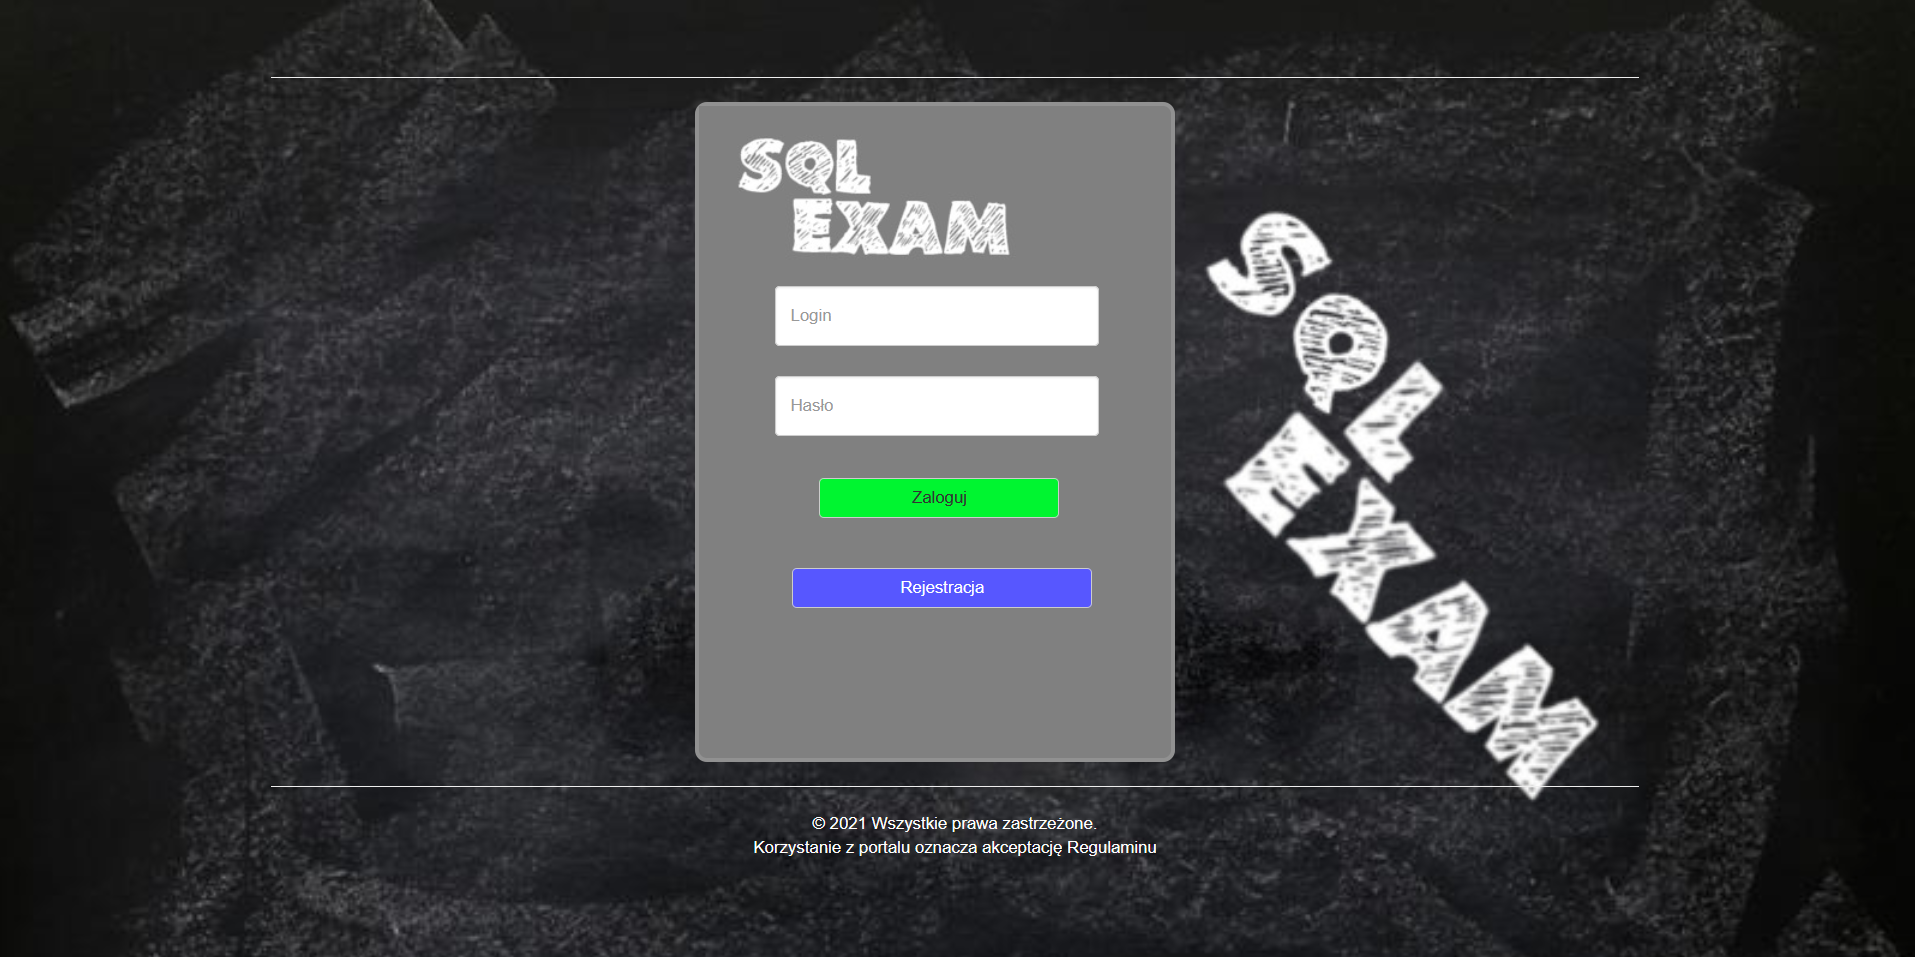 SQL
EXAM
Login
Hasło
Zaloguj
Rejestracja
SQL
EXAM
© 2021 Wszystkie prawa zastrzeżone.
Korzystanie z portalu oznacza akceptację Regulaminu